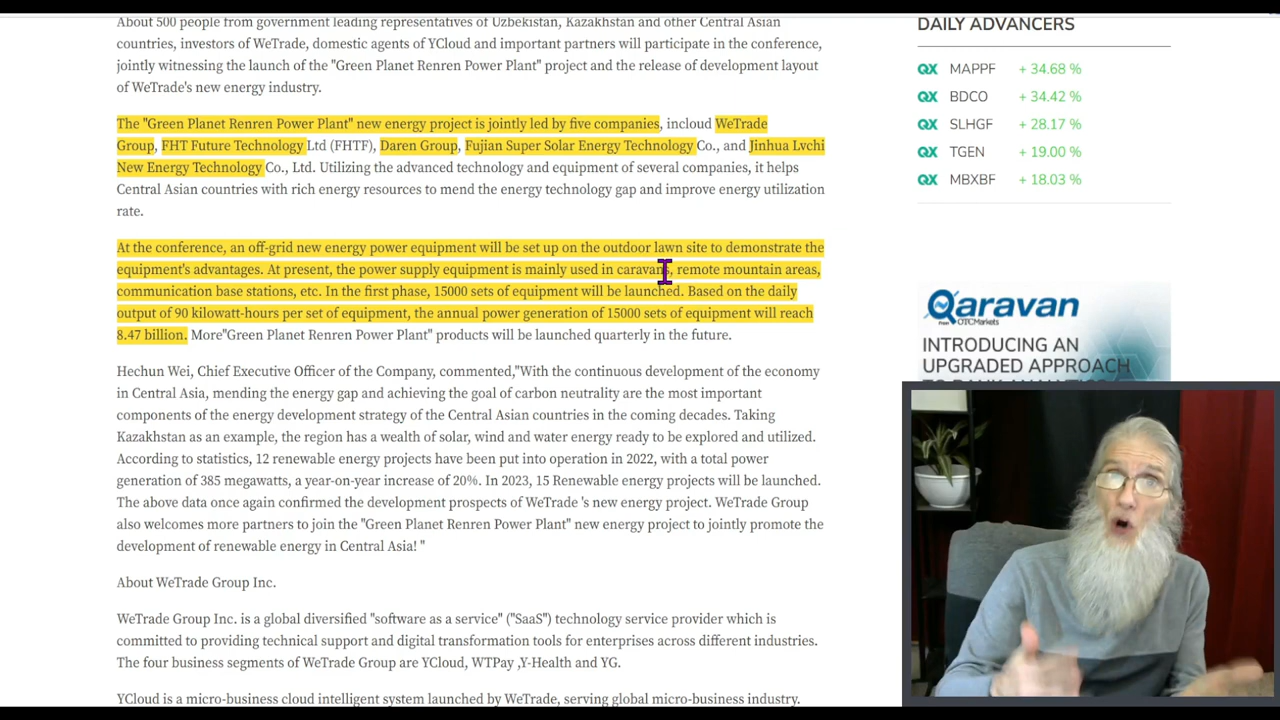 About 500 people from government leading representatives of Uzbekistan, Kazakhstan and other Central Asian
countries, investors of WeTrade, domestic agents of YCloud and important partners will participate in the conference,
jointly witnessing the launch of the "Green Planet Renren Power Plant" project and the release of development layout
of WeTrade's new energy industry.
The "Green Planet Renren Power Plant" new energy project is jointly led by five companies, incloud WeTrade
Group, FHT Future Technology Ltd (FHTF), Daren Group, Fujian Super Solar Energy Technology Co., and Jinhua Lvchi
New Energy Technology Co., Ltd. Utilizing the advanced technology and equipment of several companies, it helps
Central Asian countries with rich energy resources to mend the energy technology gap and improve energy utilization
rate.
At the conference, an off-grid new energy power equipment will be set up on the outdoor lawn site to demonstrate the
equipment's advantages. At present, the power supply equipment is mainly used in caravans, remote mountain areas,
communication base stations, etc. In the first phase, 15000 sets of equipment will be launched. Based on the daily
output of 90 kilowatt-hours per set of equipment, the annual power generation of 15000 sets of equipment will reach
8.47 billion. More"Green Planet Renren Power Plant" products will be launched quarterly in the future.
Hechun Wei, Chief Executive Officer of the Company, commented,"With the continuous development of the economy
in Central Asia, mending the energy gap and achieving the goal of carbon neutrality are the most important
components of the energy development strategy of the Central Asian countries in the coming decades. Taking
Kazakhstan as an example, the region has a wealth of solar, wind and water energy ready to be explored and utilized.
According to statistics, 12 renewable energy projects have been put into operation in 2022, with a total power
generation of 385 megawatts, a year-on-year increase of 20%. In 2023, 15 Renewable energy projects will be launched.
The above data once again confirmed the development prospects of WeTrade 's new energy project. WeTrade Group
also welcomes more partners to join the "Green Planet Renren Power Plant" new energy project to jointly promote the
development of renewable energy in Central Asia! "
About WeTrade Group Inc.
WeTrade Group Inc. is a global diversified "software as a service" ("SaaS") technology service provider which is
committed to providing technical support and digital transformation tools for enterprises across different industries.
The four business segments of WeTrade Group are YCloud, WTPay ,Y-Health and YG.
YCloud is a micro-business cloud intelligent system launched by WeTrade, serving global micro-business industry.
DAILY ADVANCERS
QX MAPPF + 34.68 %
QX BDCO + 34.42 %
QX SLHGF + 28.17 %
QX TGEN + 19.00 %
QX MBXBF + 18.03 %
Qaravan
From OTCMarkets
INTRODUCING AN
UPGRADED APPROACH